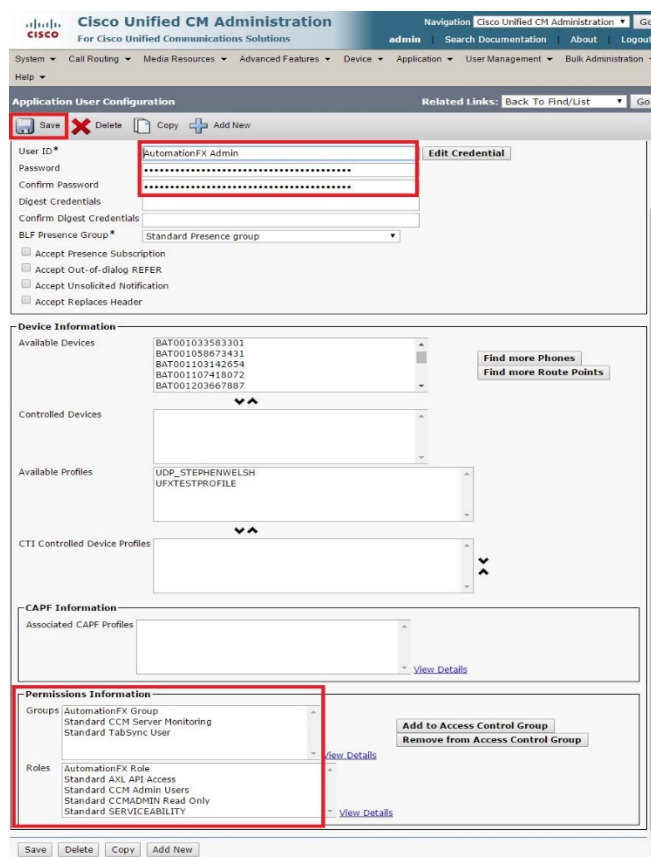 cisco
Cisco Unified CM Administration
For Cisco Unified Communications Solutions
Navigation Cisco Unified CM Administration Go
admin Search Documentation About Logout
System Call Routing Media Resources Advanced Features Device Application User Management Bulk Administration
Help
Application User Configuration
Related Links: Back To Find/List Go
Save Delete Copy Add New
User ID* AutomationFX Admin Edit Credential
Password
Confirm Password
Digest Credentials
Confirm Digest Credentials
BLF Presence Group* Standard Presence group
Accept Presence Subscription
Accept Out-of-dialog REFER
Accept Unsolicited Notification
Accept Replaces Header
Device Information
Available Devices
BAT001033583301
BAT001058673431
BAT001103142654
BAT001107418072
BAT001203667887
Find more Phones
Find more Route Points
Controlled Devices
Available Profiles
UDP_STEPHENWELSH
UFXTESTPROFILE
CTI Controlled Device Profiles
CAPF Information
Associated CAPF Profiles
View Details
Permissions Information
Groups
AutomationFX Group
Standard CCM Server Monitoring
Standard TabSync User
View Details
Add to Access Control Group
Remove from Access Control Group
Roles
AutomationFX Role
Standard AXL API Access
Standard CCM Admin Users
Standard CCMADMIN Read Only
Standard SERVICEABILITY
View Details
Save Delete Copy Add New